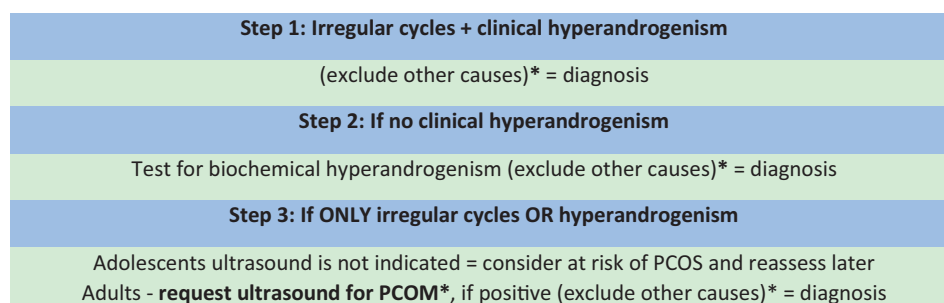 Step 1: Irregular cycles + clinical hyperandrogenism
(exclude other causes)* = diagnosis
Step 2: If no clinical hyperandrogenism
Test for biochemical hyperandrogenism (exclude other causes)* = diagnosis
Step 3: If ONLY irregular cycles OR hyperandrogenism
Adolescents ultrasound is not indicated = consider at risk of PCOS and reassess later
Adults - request ultrasound for PCOM*, if positive (exclude other causes)* = diagnosis